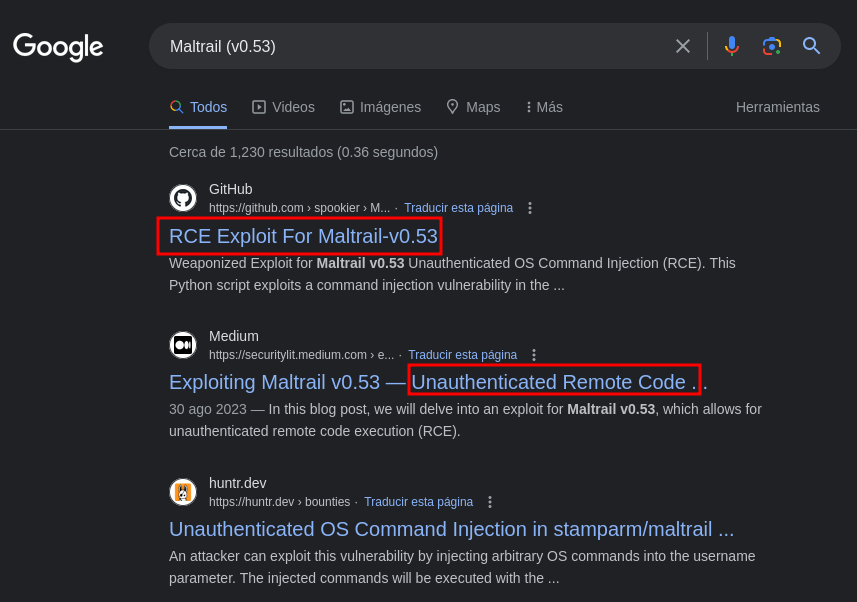 Google
Maltrail (v0.53)
Todos Videos Imágenes Maps Más Herramientas
Cerca de 1,230 resultados (0.36 segundos)
GitHub
https://github.com › spookier › M... · Traducir esta página
RCE Exploit For Maltrail-v0.53
Weaponized Exploit for Maltrail v0.53 Unauthenticated OS Command Injection (RCE). This
Python script exploits a command injection vulnerability in the ...
Medium
https://securitylit.medium.com › e... · Traducir esta página
Exploiting Maltrail v0.53 — Unauthenticated Remote Code ...
30 ago 2023 — In this blog post, we will delve into an exploit for Maltrail v0.53, which allows for
unauthenticated remote code execution (RCE).
huntr.dev
https://huntr.dev › bounties · Traducir esta página
Unauthenticated OS Command Injection in stamparm/maltrail ...
An attacker can exploit this vulnerability by injecting arbitrary OS commands into the username
parameter. The injected commands will be executed with the ...